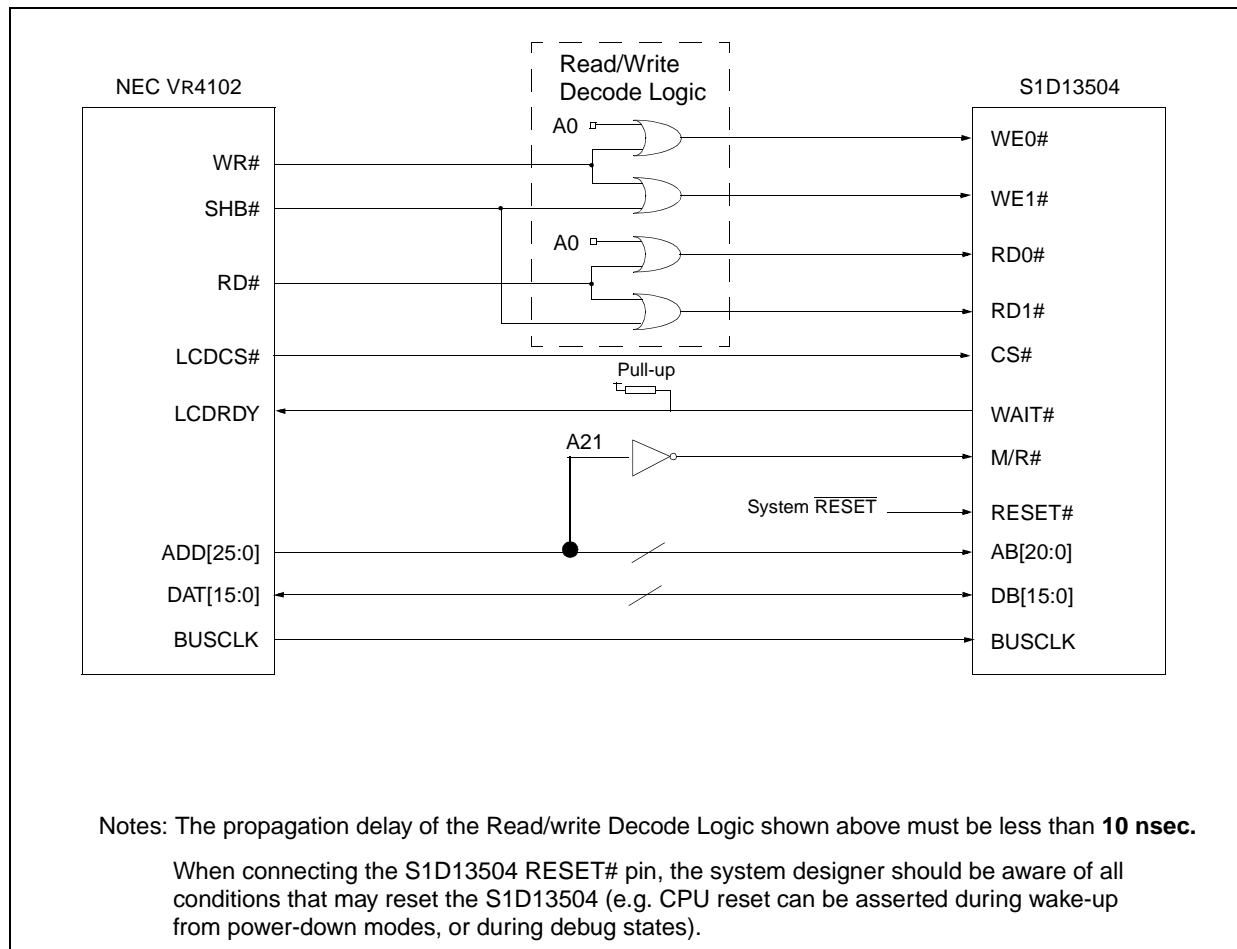 Read/Write
Decode Logic
NEC VR4102
S1D13504
A0
WE0#
WR#
WE1#
SHB#
A0
RD0#
RD#
RD1#
LCDCS#
CS#
Pull-up
LCDRDY
WAIT#
A21
M/R#
System RESET
RESET#
ADD[25:0]
AB[20:0]
DAT[15:0]
DB[15:0]
BUSCLK
BUSCLK
Notes: The propagation delay of the Read/write Decode Logic shown above must be less than 10 nsec.
When connecting the S1D13504 RESET# pin, the system designer should be aware of all
conditions that may reset the S1D13504 (e.g. CPU reset can be asserted during wake-up
from power-down modes, or during debug states).